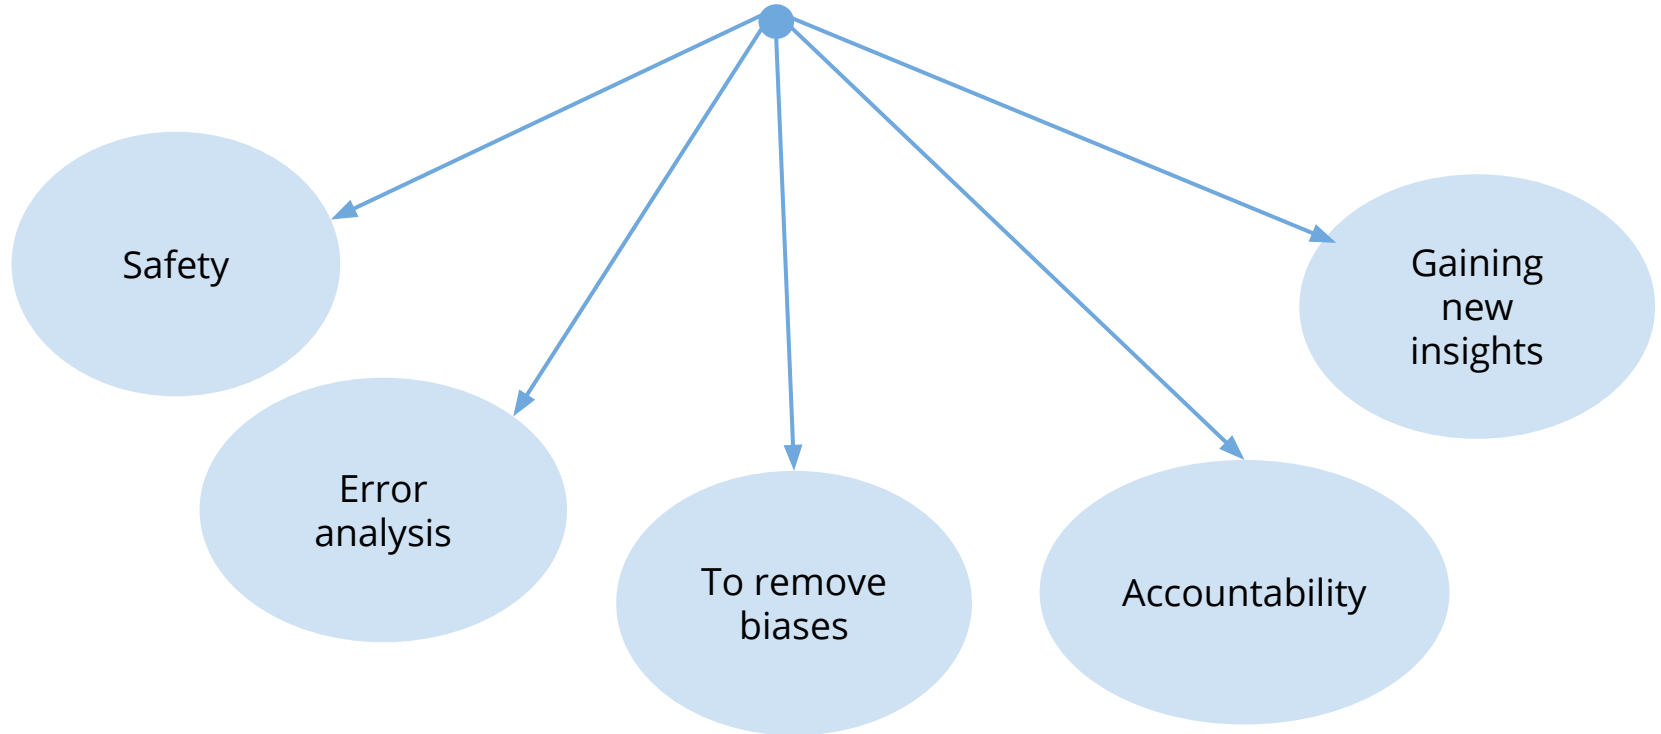 Safety
Error
analysis
To remove
biases
Accountability
Gaining
new
insights